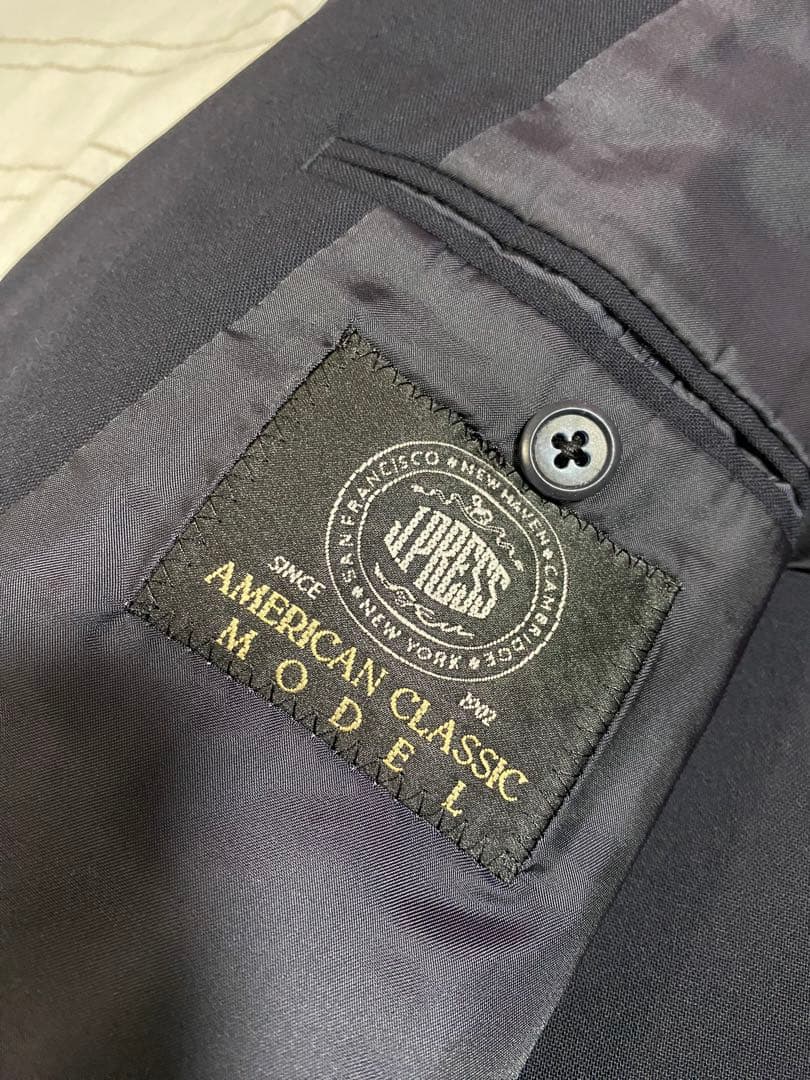 SAN FRANCISCO ★ NEW HAVEN ★ CAMBRIDGE ★ NEW YORK ★
J.PRESS
SINCE 1902
AMERICAN CLASSIC
MODEL